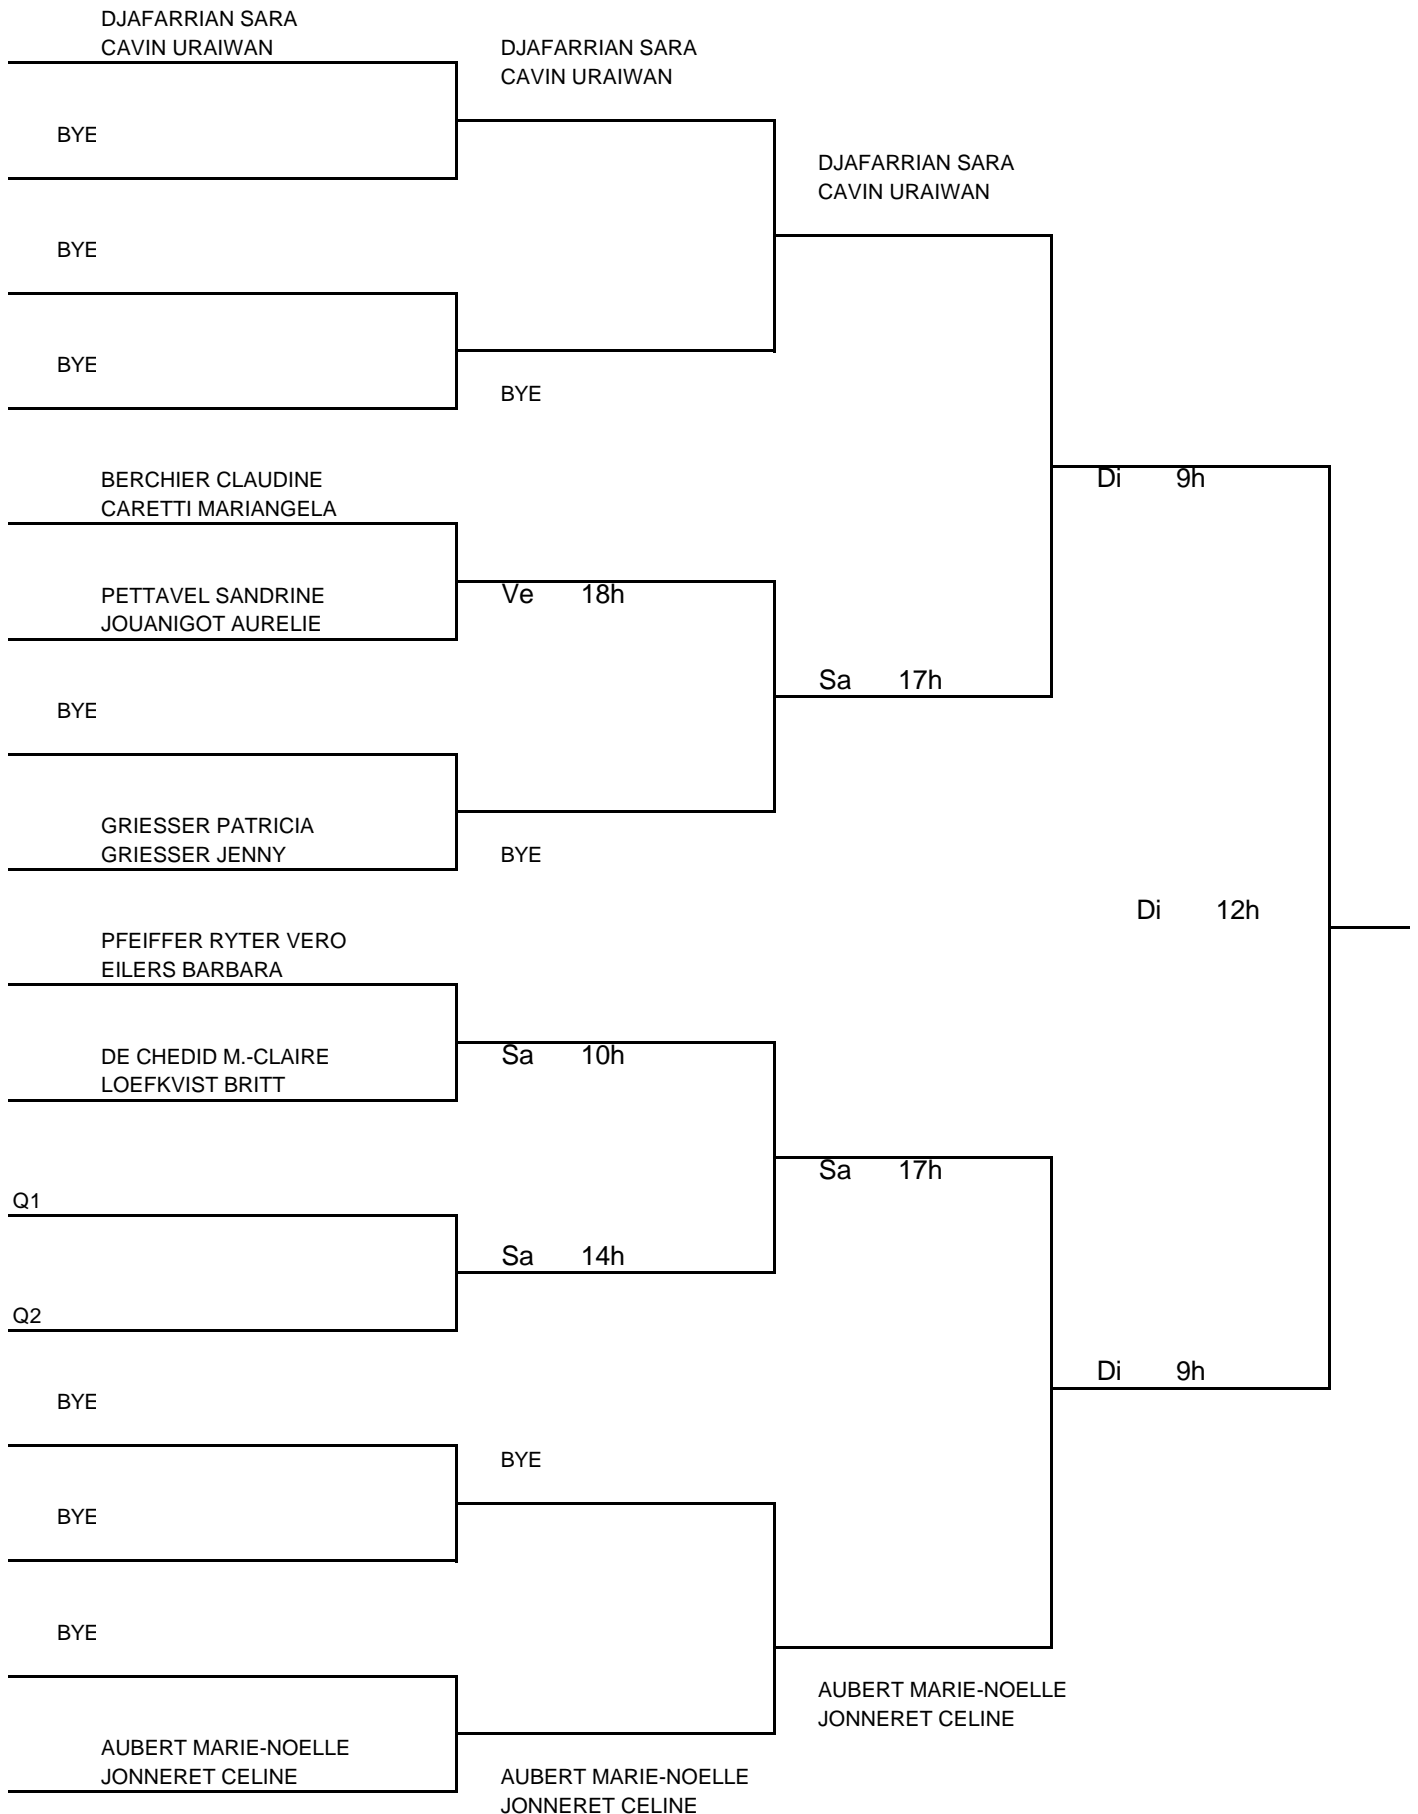 DJAFARRIAN SARA
CAVIN URAIWAN
DJAFARRIAN SARA
CAVIN URAIWAN
BYE
DJAFARRIAN SARA
CAVIN URAIWAN
BYE
BYE
BYE
BERCHIER CLAUDINE
CARETTI MARIANGELA
Di 9h
PETTAVEL SANDRINE
JOUANIGOT AURELIE
Ve 18h
Sa 17h
BYE
GRIESSER PATRICIA
GRIESSER JENNY
BYE
Di 12h
PFEIFFER RYTER VERO
EILERS BARBARA
DE CHEDID M.-CLAIRE
LOEFKVIST BRITT
Sa 10h
Sa 17h
Q1
Sa 14h
Q2
Di 9h
BYE
BYE
BYE
BYE
AUBERT MARIE-NOELLE
JONNERET CELINE
AUBERT MARIE-NOELLE
JONNERET CELINE
AUBERT MARIE-NOELLE
JONNERET CELINE